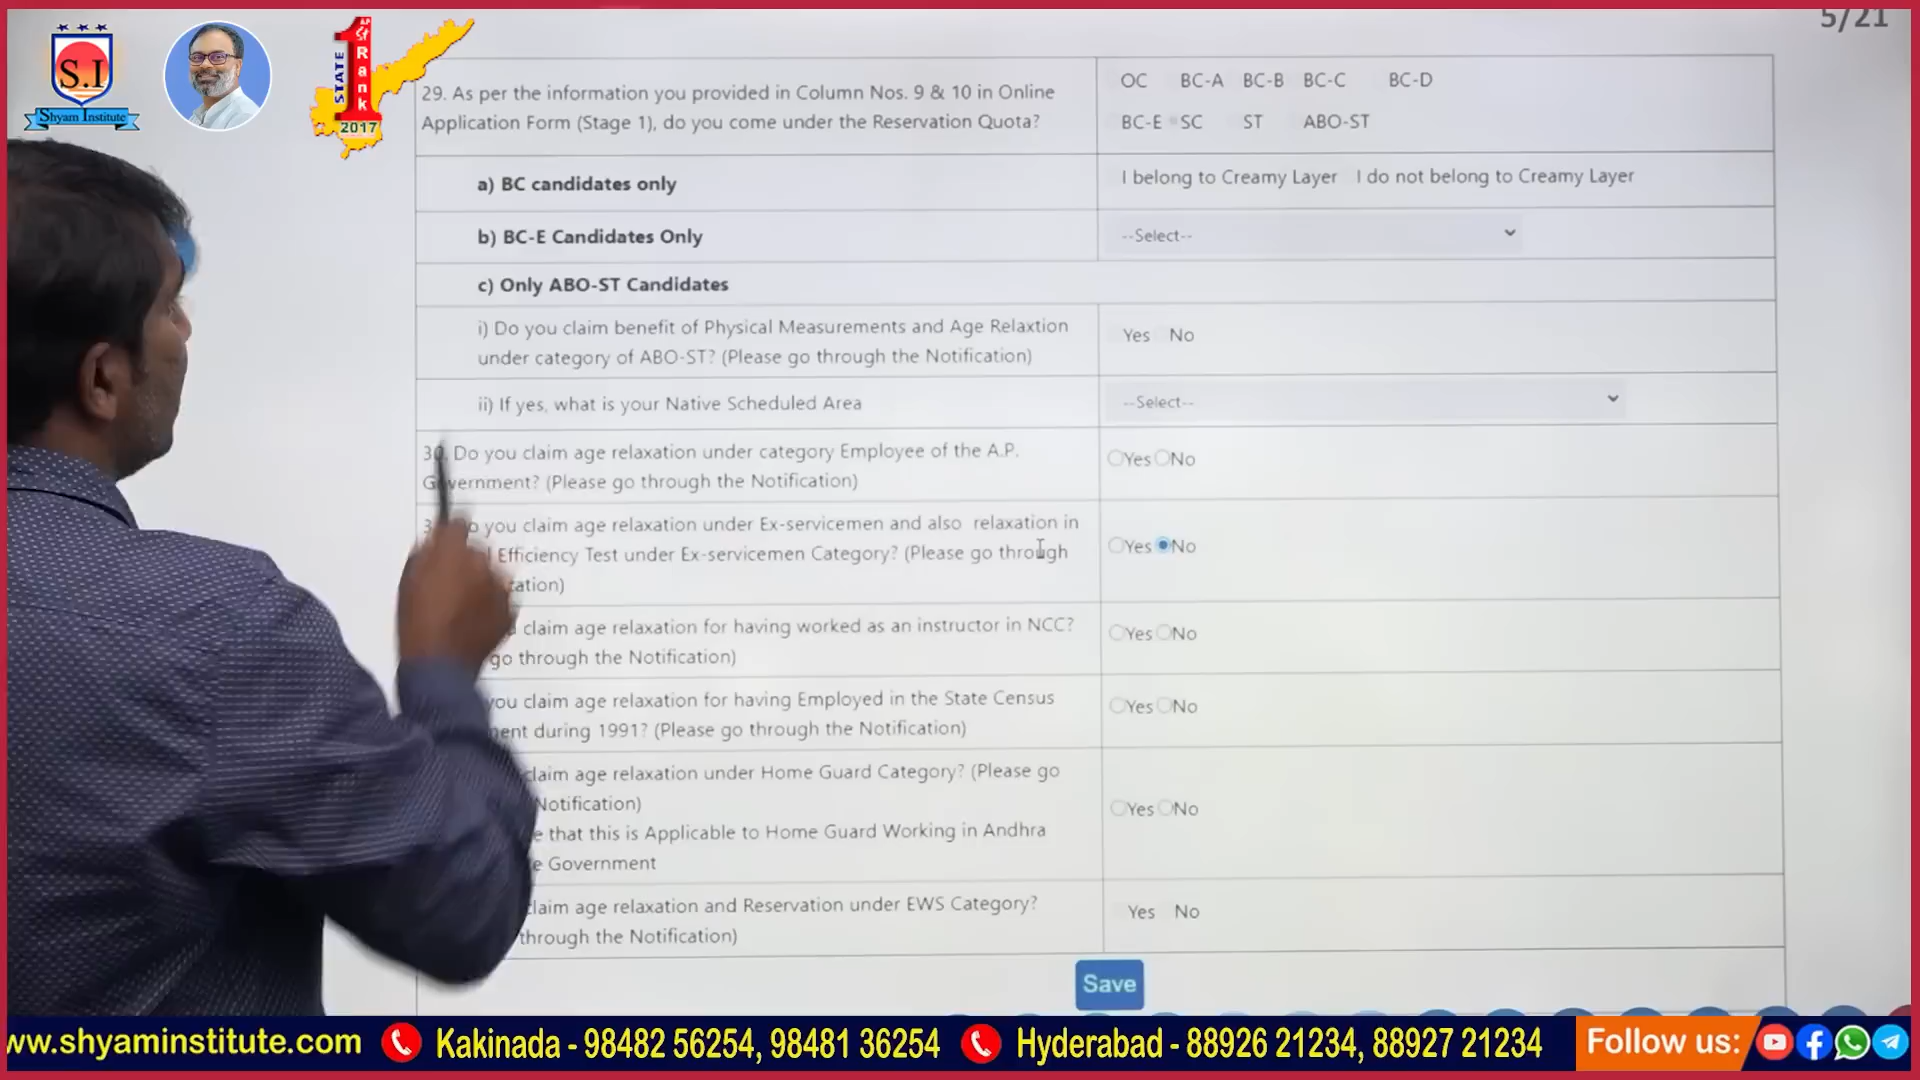 5/21
S.I
Shyam Institute
STATE
1
st
Rank
AP
2017
29. As per the information you provided in Column Nos. 9 & 10 in Online
Application Form (Stage 1), do you come under the Reservation Quota?
OC BC-A BC-B BC-C BC-D
BC-E SC ST ABO-ST
a) BC candidates only
I belong to Creamy Layer I do not belong to Creamy Layer
b) BC-E Candidates Only
--Select--
c) Only ABO-ST Candidates
i) Do you claim benefit of Physical Measurements and Age Relaxtion
under category of ABO-ST? (Please go through the Notification)
Yes No
ii) If yes, what is your Native Scheduled Area
--Select--
30. Do you claim age relaxation under category Employee of the A.P.
Government? (Please go through the Notification)
Yes No
you claim age relaxation under Ex-servicemen and also relaxation in
Efficiency Test under Ex-servicemen Category? (Please go through
tation)
Yes No
claim age relaxation for having worked as an instructor in NCC?
go through the Notification)
Yes No
you claim age relaxation for having Employed in the State Census
ent during 1991? (Please go through the Notification)
Yes No
claim age relaxation under Home Guard Category? (Please go
Notification)
that this is Applicable to Home Guard Working in Andhra
Government
Yes No
claim age relaxation and Reservation under EWS Category?
through the Notification)
Yes No
Save
www.shyaminstitute.com Kakinada - 98482 56254, 98481 36254 Hyderabad - 88926 21234, 88927 21234 Follow us: